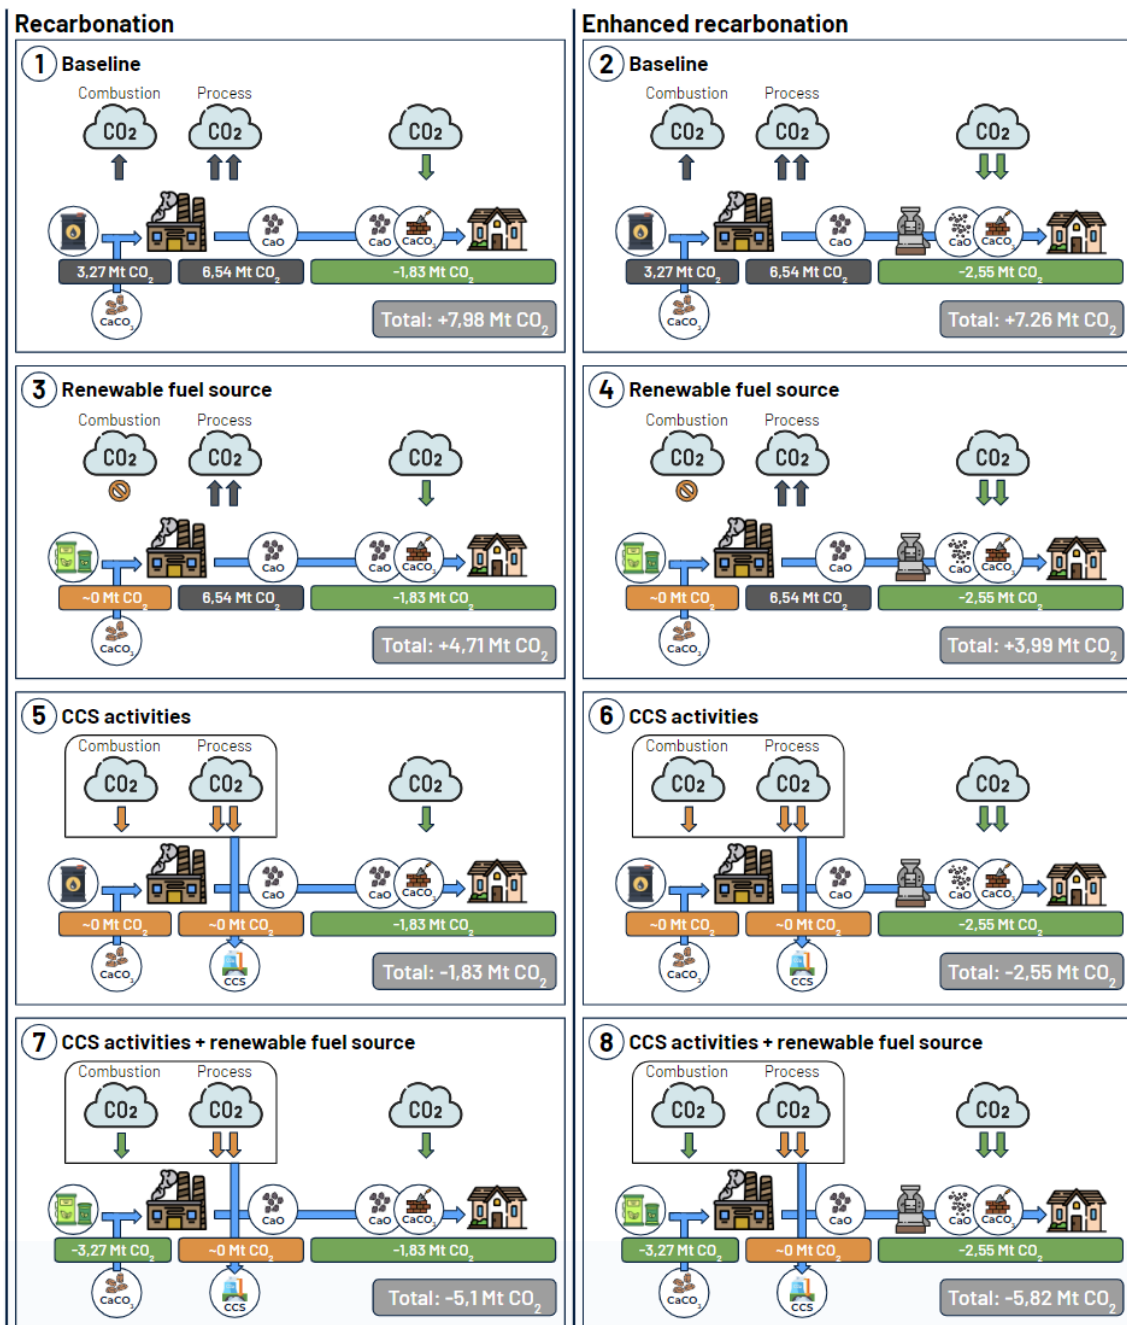 Recarbonation
1 Baseline
Combustion Process
CO2 CO2 CO2
CaO CaO CaCO3
3,27 Mt CO2 6,54 Mt CO2 -1,83 Mt CO2
CaCO3
Total: +7,98 Mt CO2
3 Renewable fuel source
Combustion Process
CO2 CO2 CO2
CaO CaO CaCO3
~0 Mt CO2 6,54 Mt CO2 -1,83 Mt CO2
CaCO3
Total: +4,71 Mt CO2
5 CCS activities
Combustion Process
CO2 CO2 CO2
CaO CaO CaCO3
~0 Mt CO2 ~0 Mt CO2 -1,83 Mt CO2
CaCO3 CCS
Total: -1,83 Mt CO2
7 CCS activities + renewable fuel source
Combustion Process
CO2 CO2 CO2
CaO CaO CaCO3
-3,27 Mt CO2 ~0 Mt CO2 -1,83 Mt CO2
CaCO3 CCS
Total: -5,1 Mt CO2
Enhanced recarbonation
2 Baseline
Combustion Process
CO2 CO2 CO2
CaO CaO CaCO3
3,27 Mt CO2 6,54 Mt CO2 -2,55 Mt CO2
CaCO3
Total: +7.26 Mt CO2
4 Renewable fuel source
Combustion Process
CO2 CO2 CO2
CaO CaO CaCO3
~0 Mt CO2 6,54 Mt CO2 -2,55 Mt CO2
CaCO3
Total: +3,99 Mt CO2
6 CCS activities
Combustion Process
CO2 CO2 CO2
CaO CaO CaCO3
~0 Mt CO2 ~0 Mt CO2 -2,55 Mt CO2
CaCO3 CCS
Total: -2,55 Mt CO2
8 CCS activities + renewable fuel source
Combustion Process
CO2 CO2 CO2
CaO CaO CaCO3
-3,27 Mt CO2 ~0 Mt CO2 -2,55 Mt CO2
CaCO3 CCS
Total: -5,82 Mt CO2